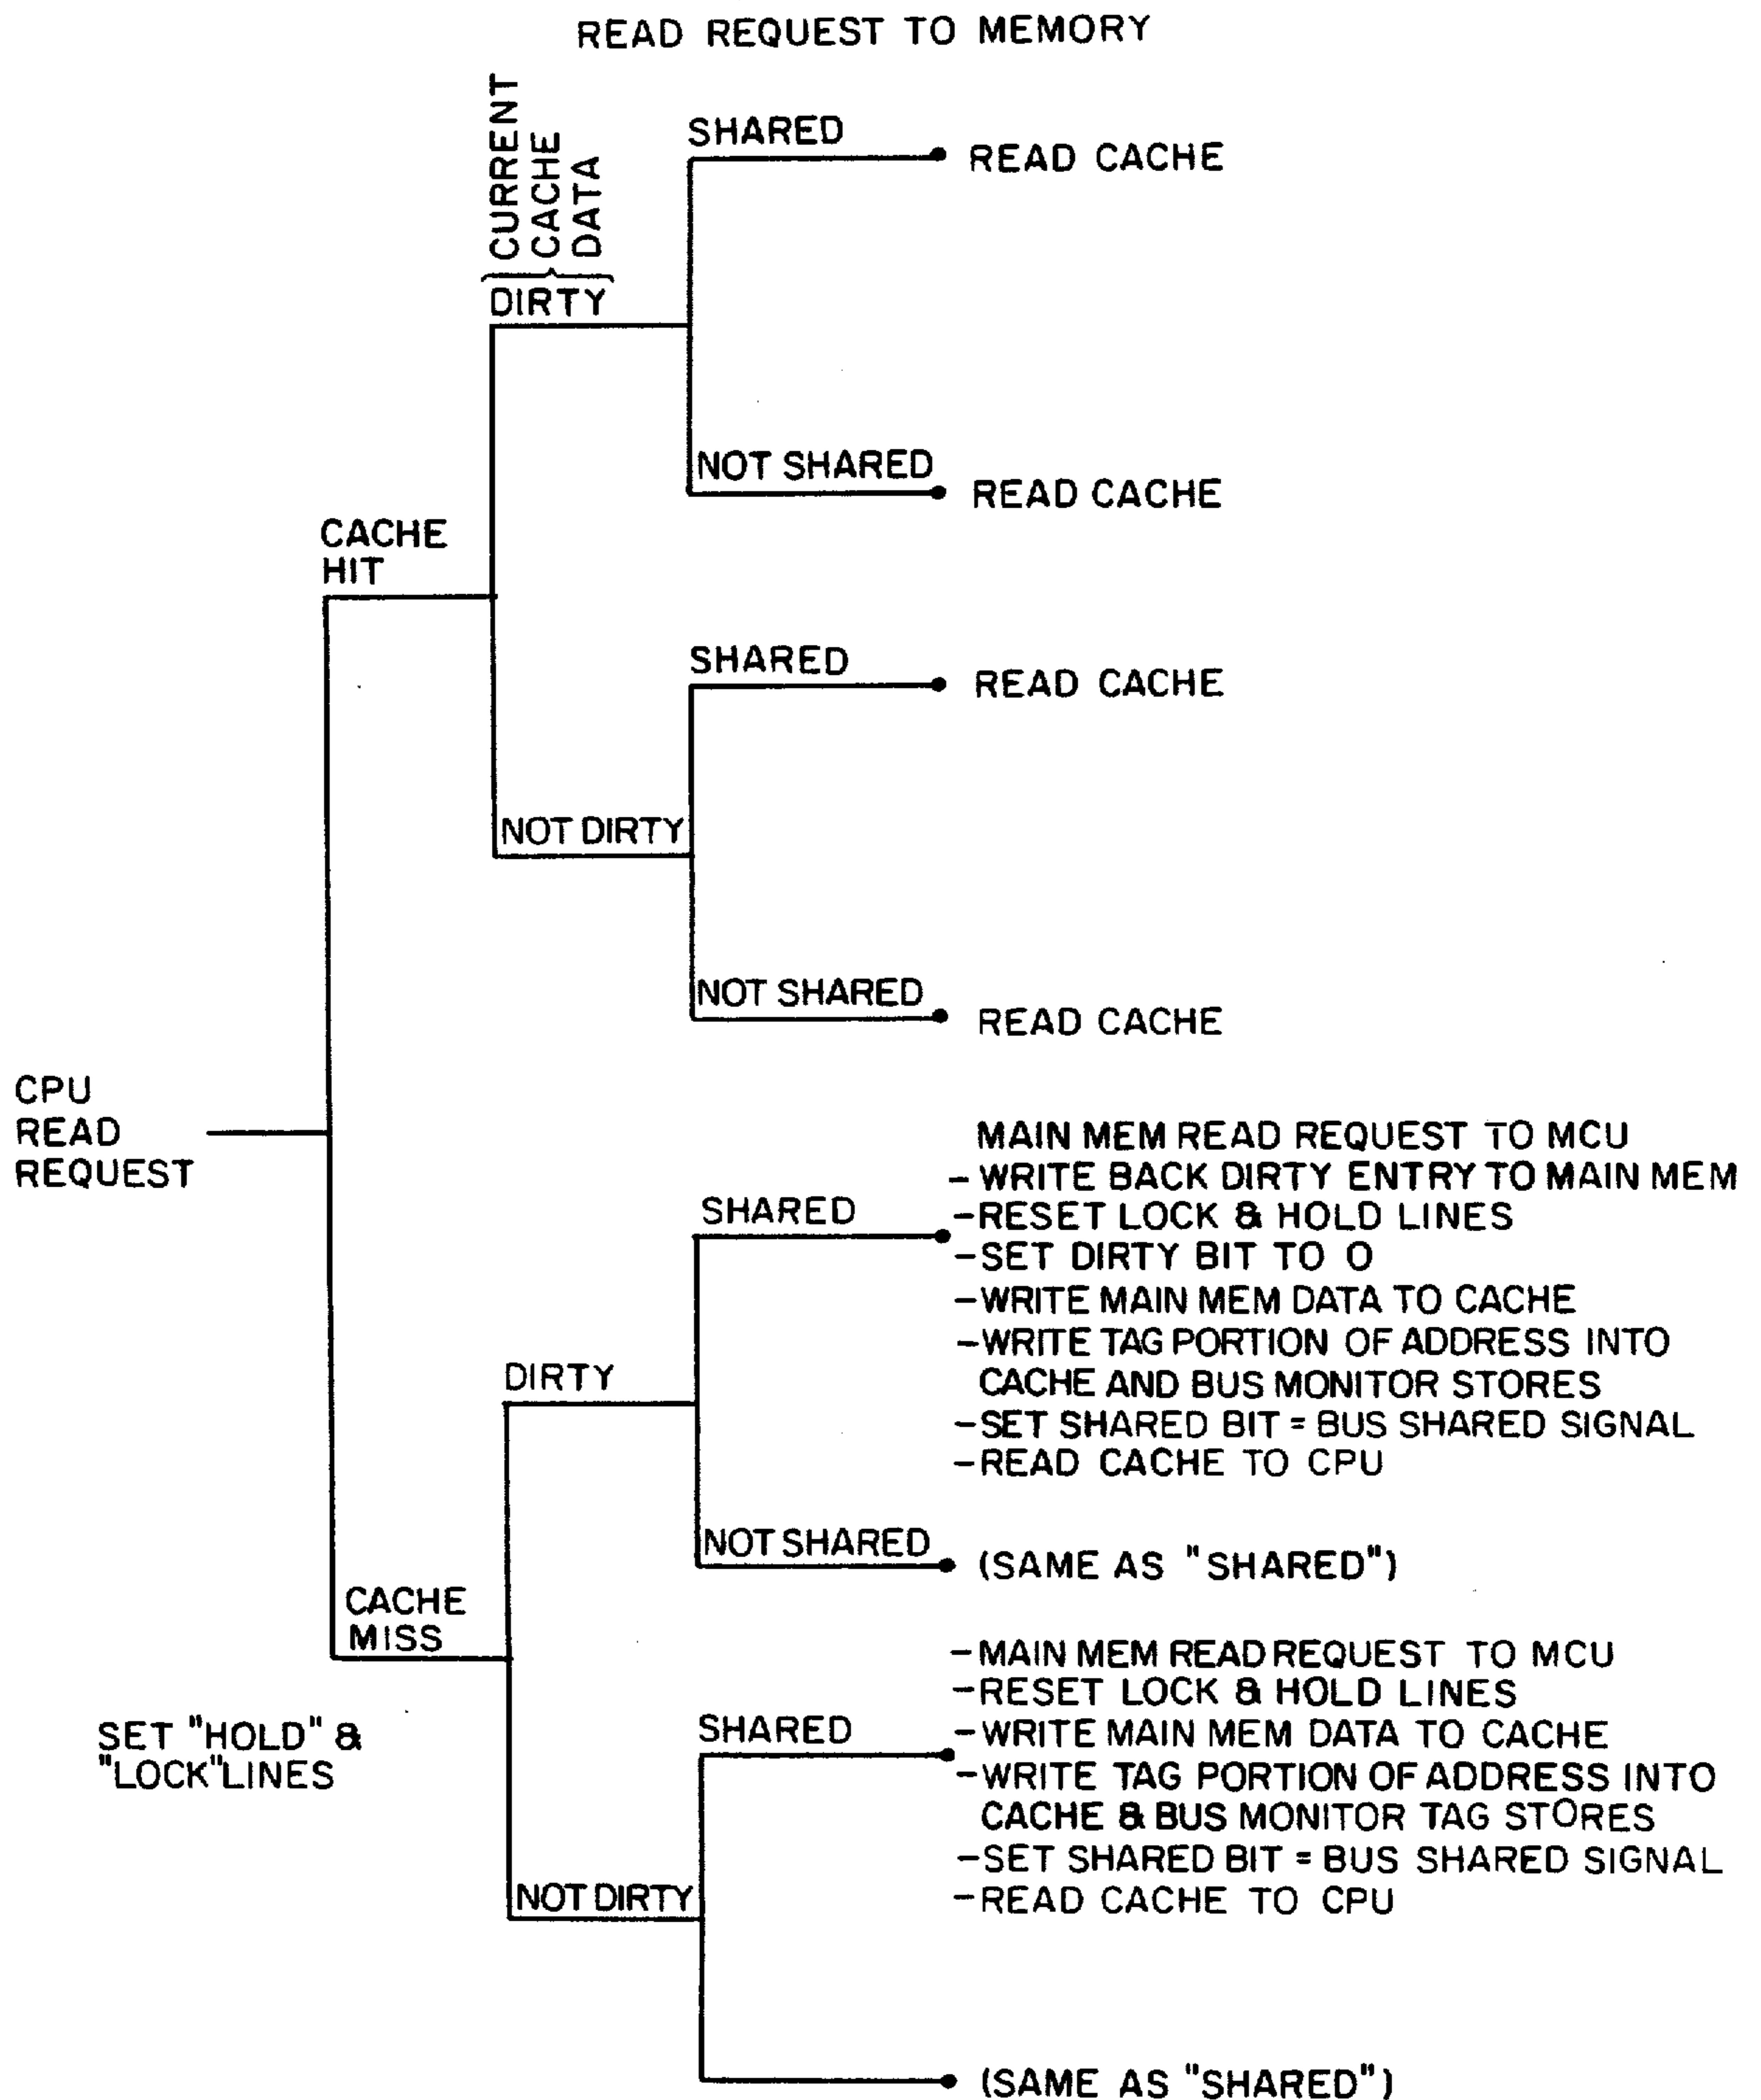 READ REQUEST TO MEMORY
CURRENT
CACHE
DATA
DIRTY
SHARED
READ CACHE
NOT SHARED
READ CACHE
CACHE
HIT
SHARED
READ CACHE
NOT DIRTY
NOT SHARED
READ CACHE
CPU
READ
REQUEST
MAIN MEM READ REQUEST TO MCU
- WRITE BACK DIRTY ENTRY TO MAIN MEM
SHARED
-RESET LOCK & HOLD LINES
-SET DIRTY BIT TO 0
-WRITE MAIN MEM DATA TO CACHE
-WRITE TAG PORTION OF ADDRESS INTO
CACHE AND BUS MONITOR STORES
-SET SHARED BIT = BUS SHARED SIGNAL
-READ CACHE TO CPU
DIRTY
NOT SHARED
(SAME AS "SHARED")
CACHE
MISS
SET "HOLD" &
"LOCK" LINES
-MAIN MEM READ REQUEST TO MCU
-RESET LOCK & HOLD LINES
SHARED
-WRITE MAIN MEM DATA TO CACHE
-WRITE TAG PORTION OF ADDRESS INTO
CACHE & BUS MONITOR TAG STORES
-SET SHARED BIT = BUS SHARED SIGNAL
-READ CACHE TO CPU
NOT DIRTY
(SAME AS "SHARED")